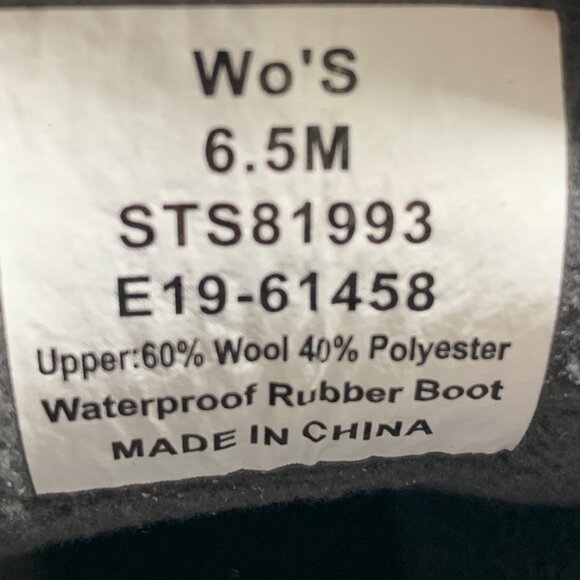 Wo'S
6.5M
STS81993
E19-61458
Upper:60% Wool 40% Polyester
Waterproof Rubber Boot
MADE IN CHINA